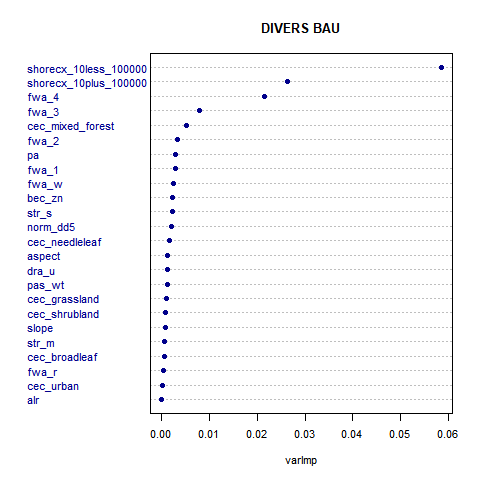 DIVERS BAU
shorecx_10less_100000
shorecx_10plus_100000
fwa_4
fwa_3
cec_mixed_forest
fwa_2
pa
fwa_1
fwa_w
bec_zn
str_s
norm_dd5
cec_needleleaf
aspect
dra_u
pas_wt
cec_grassland
cec_shrubland
slope
str_m
cec_broadleaf
fwa_r
cec_urban
alr
0.00 0.01 0.02 0.03 0.04 0.05 0.06
varImp